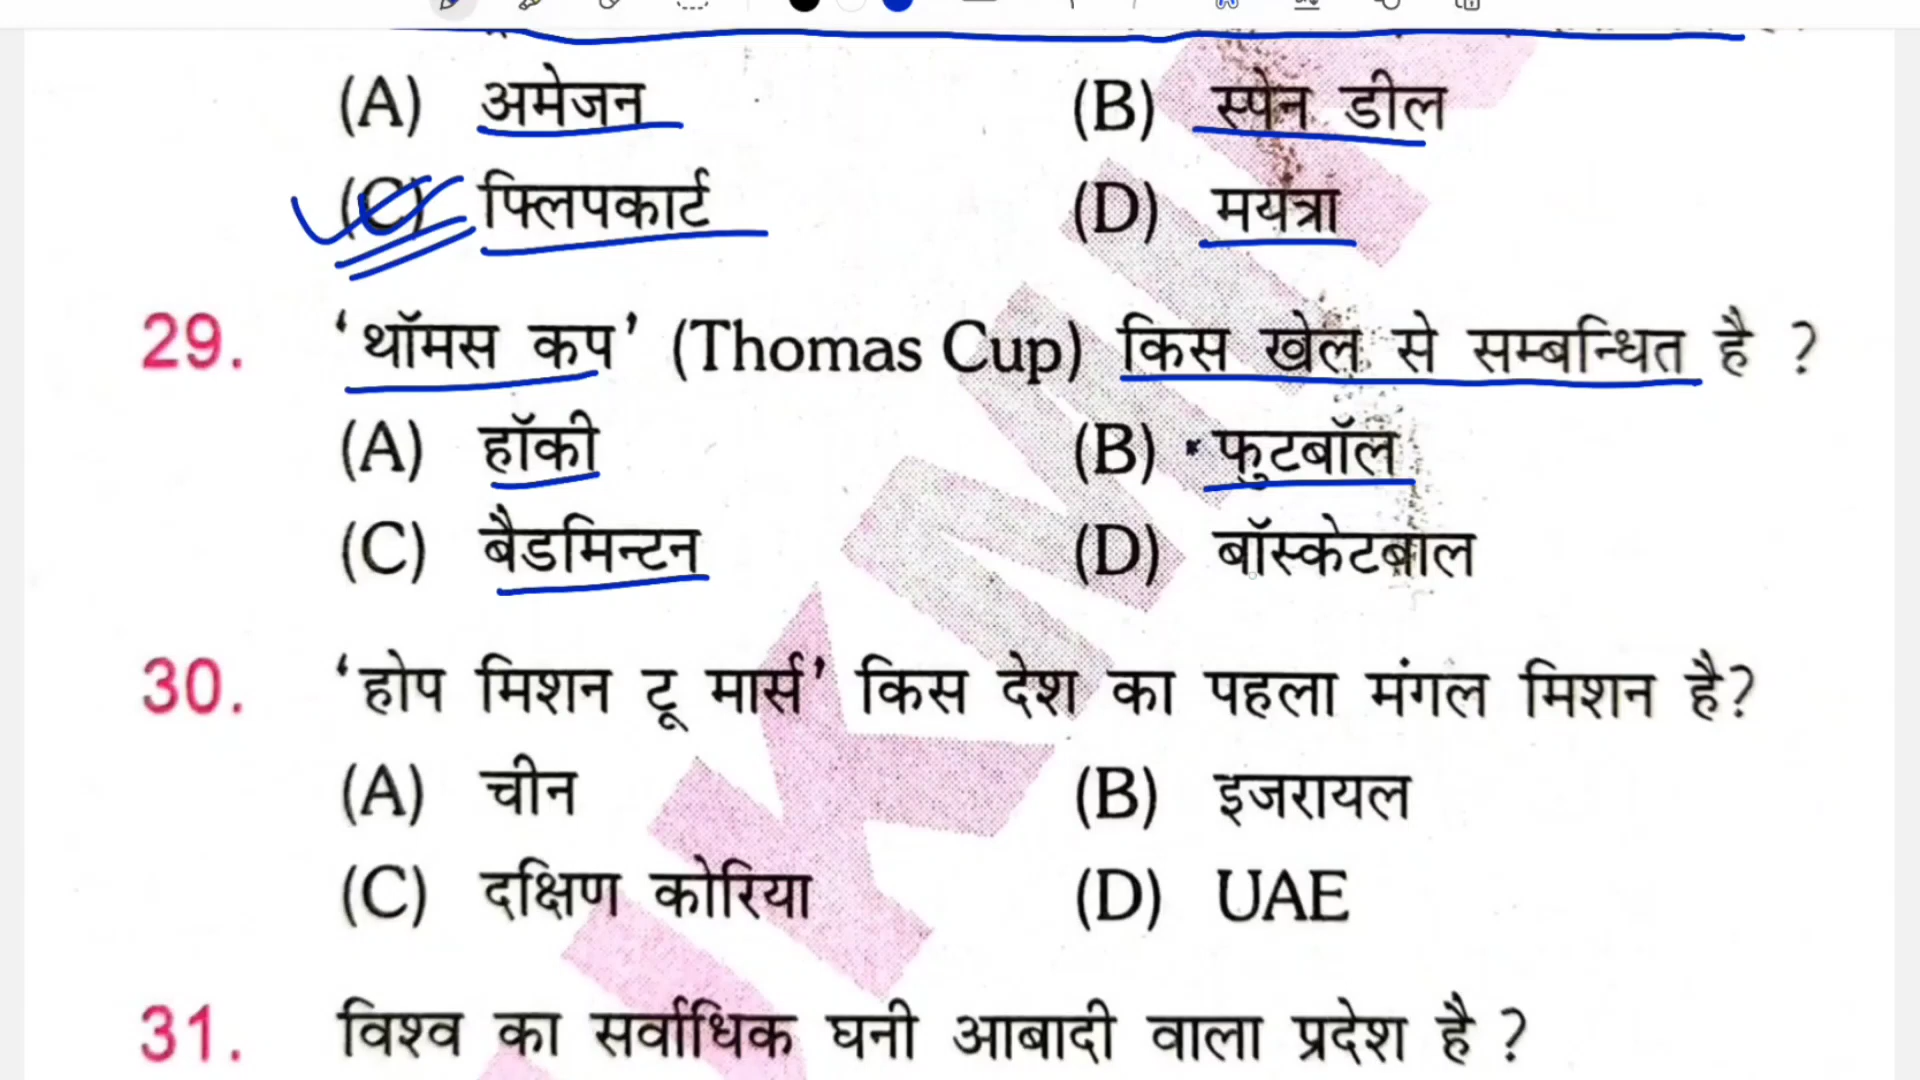 (A) अमेजन (B) स्पेन डील
(C) फ्लिपकार्ट (D) मयंत्रा
29. ‘थॉमस कप’ (Thomas Cup) किस खेल से सम्बन्धित है ?
(A) हॉकी (B) फुटबॉल
(C) बैडमिन्टन (D) बॉस्केटबाल
30. ‘होप मिशन टू मार्स’ किस देश का पहला मंगल मिशन है?
(A) चीन (B) इजरायल
(C) दक्षिण कोरिया (D) UAE
31. विश्व का सर्वाधिक घनी आबादी वाला प्रदेश है ?